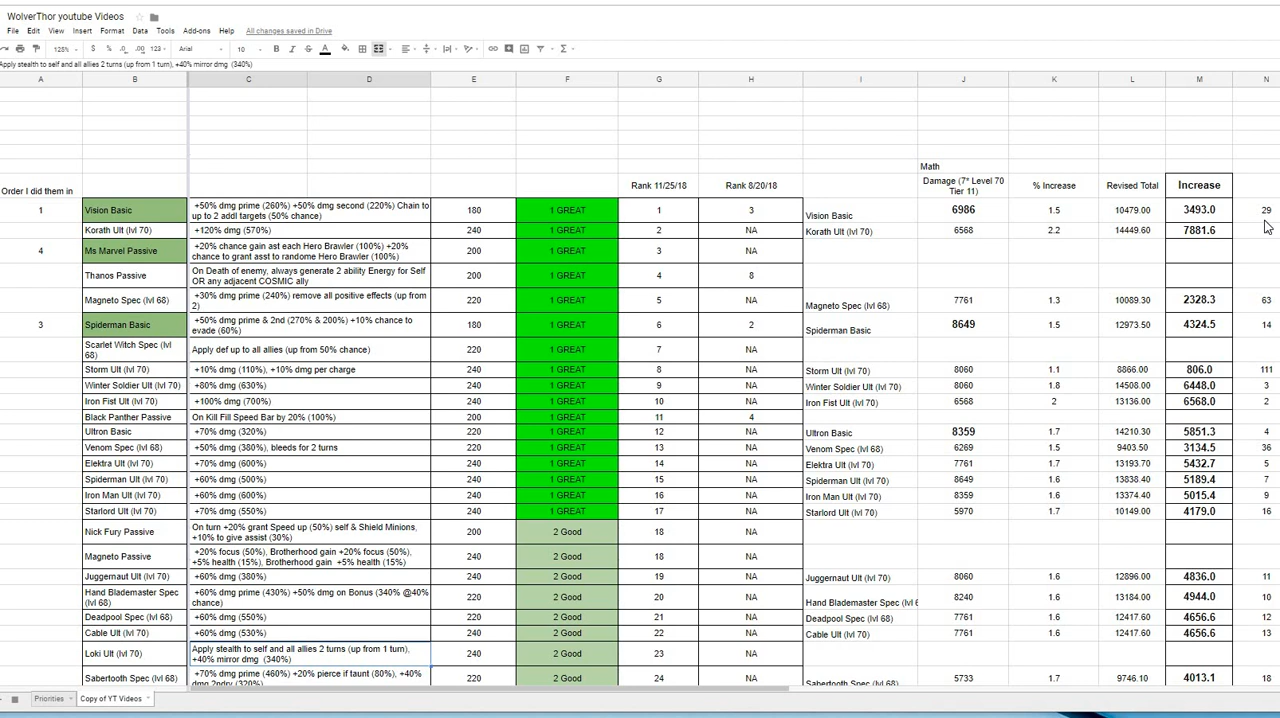 WolverThor youtube Videos
File Edit View Insert Format Data Tools Add-ons Help All changes saved in Drive
128% $ % .0 .00 123 Arial 10 B I S A
Apply stealth to self and all allies 2 turns (up from 1 turn), +40% mirror dmg (340%)
A B C D E F G H I J K L M N
Math
Order I did them in Rank 11/25/18 Rank 8/20/18 Damage (7* Level 70 Tier 11) % Increase Revised Total Increase
1 Vision Basic +50% dmg prime (260%) +50% dmg second (220%) Chain to up to 2 addl targets (50% chance) 180 1 GREAT 1 3 Vision Basic 6986 1.5 10479.00 3493.0 29
Korath Ult (lvl 70) +120% dmg (570%) 240 1 GREAT 2 NA Korath Ult (lvl 70) 6568 2.2 14449.60 7881.6
4 Ms Marvel Passive +20% chance gain ast each Hero Brawler (100%) +20% chance to grant asst to randome Hero Brawler (100%) 200 1 GREAT 3 NA
Thanos Passive On Death of enemy, always generate 2 ability Energy for Self OR any adjacent COSMIC ally 200 1 GREAT 4 8
Magneto Spec (lvl 68) +30% dmg prime (240%) remove all positive effects (up from 2) 220 1 GREAT 5 NA Magneto Spec (lvl 68) 7761 1.3 10089.30 2328.3 63
3 Spiderman Basic +50% dmg prime & 2nd (270% & 200%) +10% chance to evade (60%) 180 1 GREAT 6 2 Spiderman Basic 8649 1.5 12973.50 4324.5 14
Scarlet Witch Spec (lvl 68) Apply def up to all allies (up from 50% chance) 220 1 GREAT 7 NA
Storm Ult (lvl 70) +10% dmg (110%), +10% dmg per charge 240 1 GREAT 8 NA Storm Ult (lvl 70) 8060 1.1 8866.00 806.0 111
Winter Soldier Ult (lvl 70) +80% dmg (630%) 240 1 GREAT 9 NA Winter Soldier Ult (lvl 70) 8060 1.8 14508.00 6448.0 3
Iron Fist Ult (lvl 70) +100% dmg (700%) 240 1 GREAT 10 NA Iron Fist Ult (lvl 70) 6568 2 13136.00 6568.0 2
Black Panther Passive On Kill Fill Speed Bar by 20% (100%) 200 1 GREAT 11 4
Ultron Basic +70% dmg (320%) 220 1 GREAT 12 NA Ultron Basic 8359 1.7 14210.30 5851.3 4
Venom Spec (lvl 68) +50% dmg (380%), bleeds for 2 turns 220 1 GREAT 13 NA Venom Spec (lvl 68) 6269 1.5 9403.50 3134.5 36
Elektra Ult (lvl 70) +70% dmg (600%) 240 1 GREAT 14 NA Elektra Ult (lvl 70) 7761 1.7 13193.70 5432.7 5
Spiderman Ult (lvl 70) +60% dmg (500%) 240 1 GREAT 15 NA Spiderman Ult (lvl 70) 8649 1.6 13838.40 5189.4 7
Iron Man Ult (lvl 70) +60% dmg (600%) 240 1 GREAT 16 NA Iron Man Ult (lvl 70) 8359 1.6 13374.40 5015.4 9
Starlord Ult (lvl 70) +70% dmg (550%) 240 1 GREAT 17 NA Starlord Ult (lvl 70) 5970 1.7 10149.00 4179.0 16
Nick Fury Passive On turn +20% grant Speed up (50%) self & Shield Minions, +10% to give assist (30%) 200 2 Good 18 NA
Magneto Passive +20% focus (50%), Brotherhood gain +20% focus (50%), +5% health (15%), Brotherhood gain +5% health (15%) 240 2 Good 18 NA
Juggernaut Ult (lvl 70) +60% dmg (380%) 240 2 Good 19 NA Juggernaut Ult (lvl 70) 8060 1.6 12896.00 4836.0 11
Hand Blademaster Spec (lvl 68) +60% dmg prime (430%) +50% dmg on Bonus (340% @40% chance) 220 2 Good 20 NA Hand Blademaster Spec (lvl 6 8240 1.6 13184.00 4944.0 10
Deadpool Spec (lvl 68) +60% dmg (550%) 220 2 Good 21 NA Deadpool Spec (lvl 68) 7761 1.6 12417.60 4656.6 12
Cable Ult (lvl 70) +60% dmg (530%) 240 2 Good 22 NA Cable Ult (lvl 70) 7761 1.6 12417.60 4656.6 13
Loki Ult (lvl 70) Apply stealth to self and all allies 2 turns (up from 1 turn), +40% mirror dmg (340%) 240 2 Good 23 NA
Sabertooth Spec (lvl +70% dmg prime (460%) +20% pierce if taunt (80%), +40% dmg 2ndry (320%) 220 2 Good 24 NA Sabertooth Spec (lvl 68) 5733 1.7 9746.10 4013.1 18
Priorities Copy of YT Videos